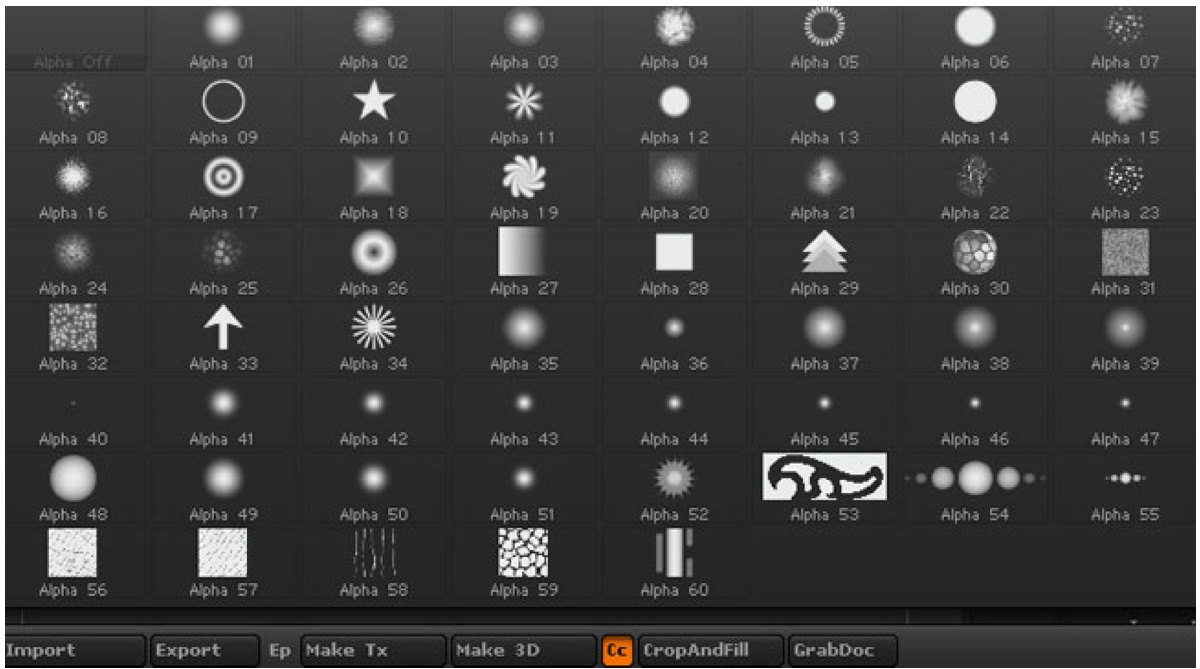 Alpha Off Alpha 01 Alpha 02 Alpha 03 Alpha 04 Alpha 05 Alpha 06 Alpha 07
Alpha 08 Alpha 09 Alpha 10 Alpha 11 Alpha 12 Alpha 13 Alpha 14 Alpha 15
Alpha 16 Alpha 17 Alpha 18 Alpha 19 Alpha 20 Alpha 21 Alpha 22 Alpha 23
Alpha 24 Alpha 25 Alpha 26 Alpha 27 Alpha 28 Alpha 29 Alpha 30 Alpha 31
Alpha 32 Alpha 33 Alpha 34 Alpha 35 Alpha 36 Alpha 37 Alpha 38 Alpha 39
Alpha 40 Alpha 41 Alpha 42 Alpha 43 Alpha 44 Alpha 45 Alpha 46 Alpha 47
Alpha 48 Alpha 49 Alpha 50 Alpha 51 Alpha 52 Alpha 53 Alpha 54 Alpha 55
Alpha 56 Alpha 57 Alpha 58 Alpha 59 Alpha 60
Import Export Ep Make Tx Make 3D Cc CropAndFill GrabDoc